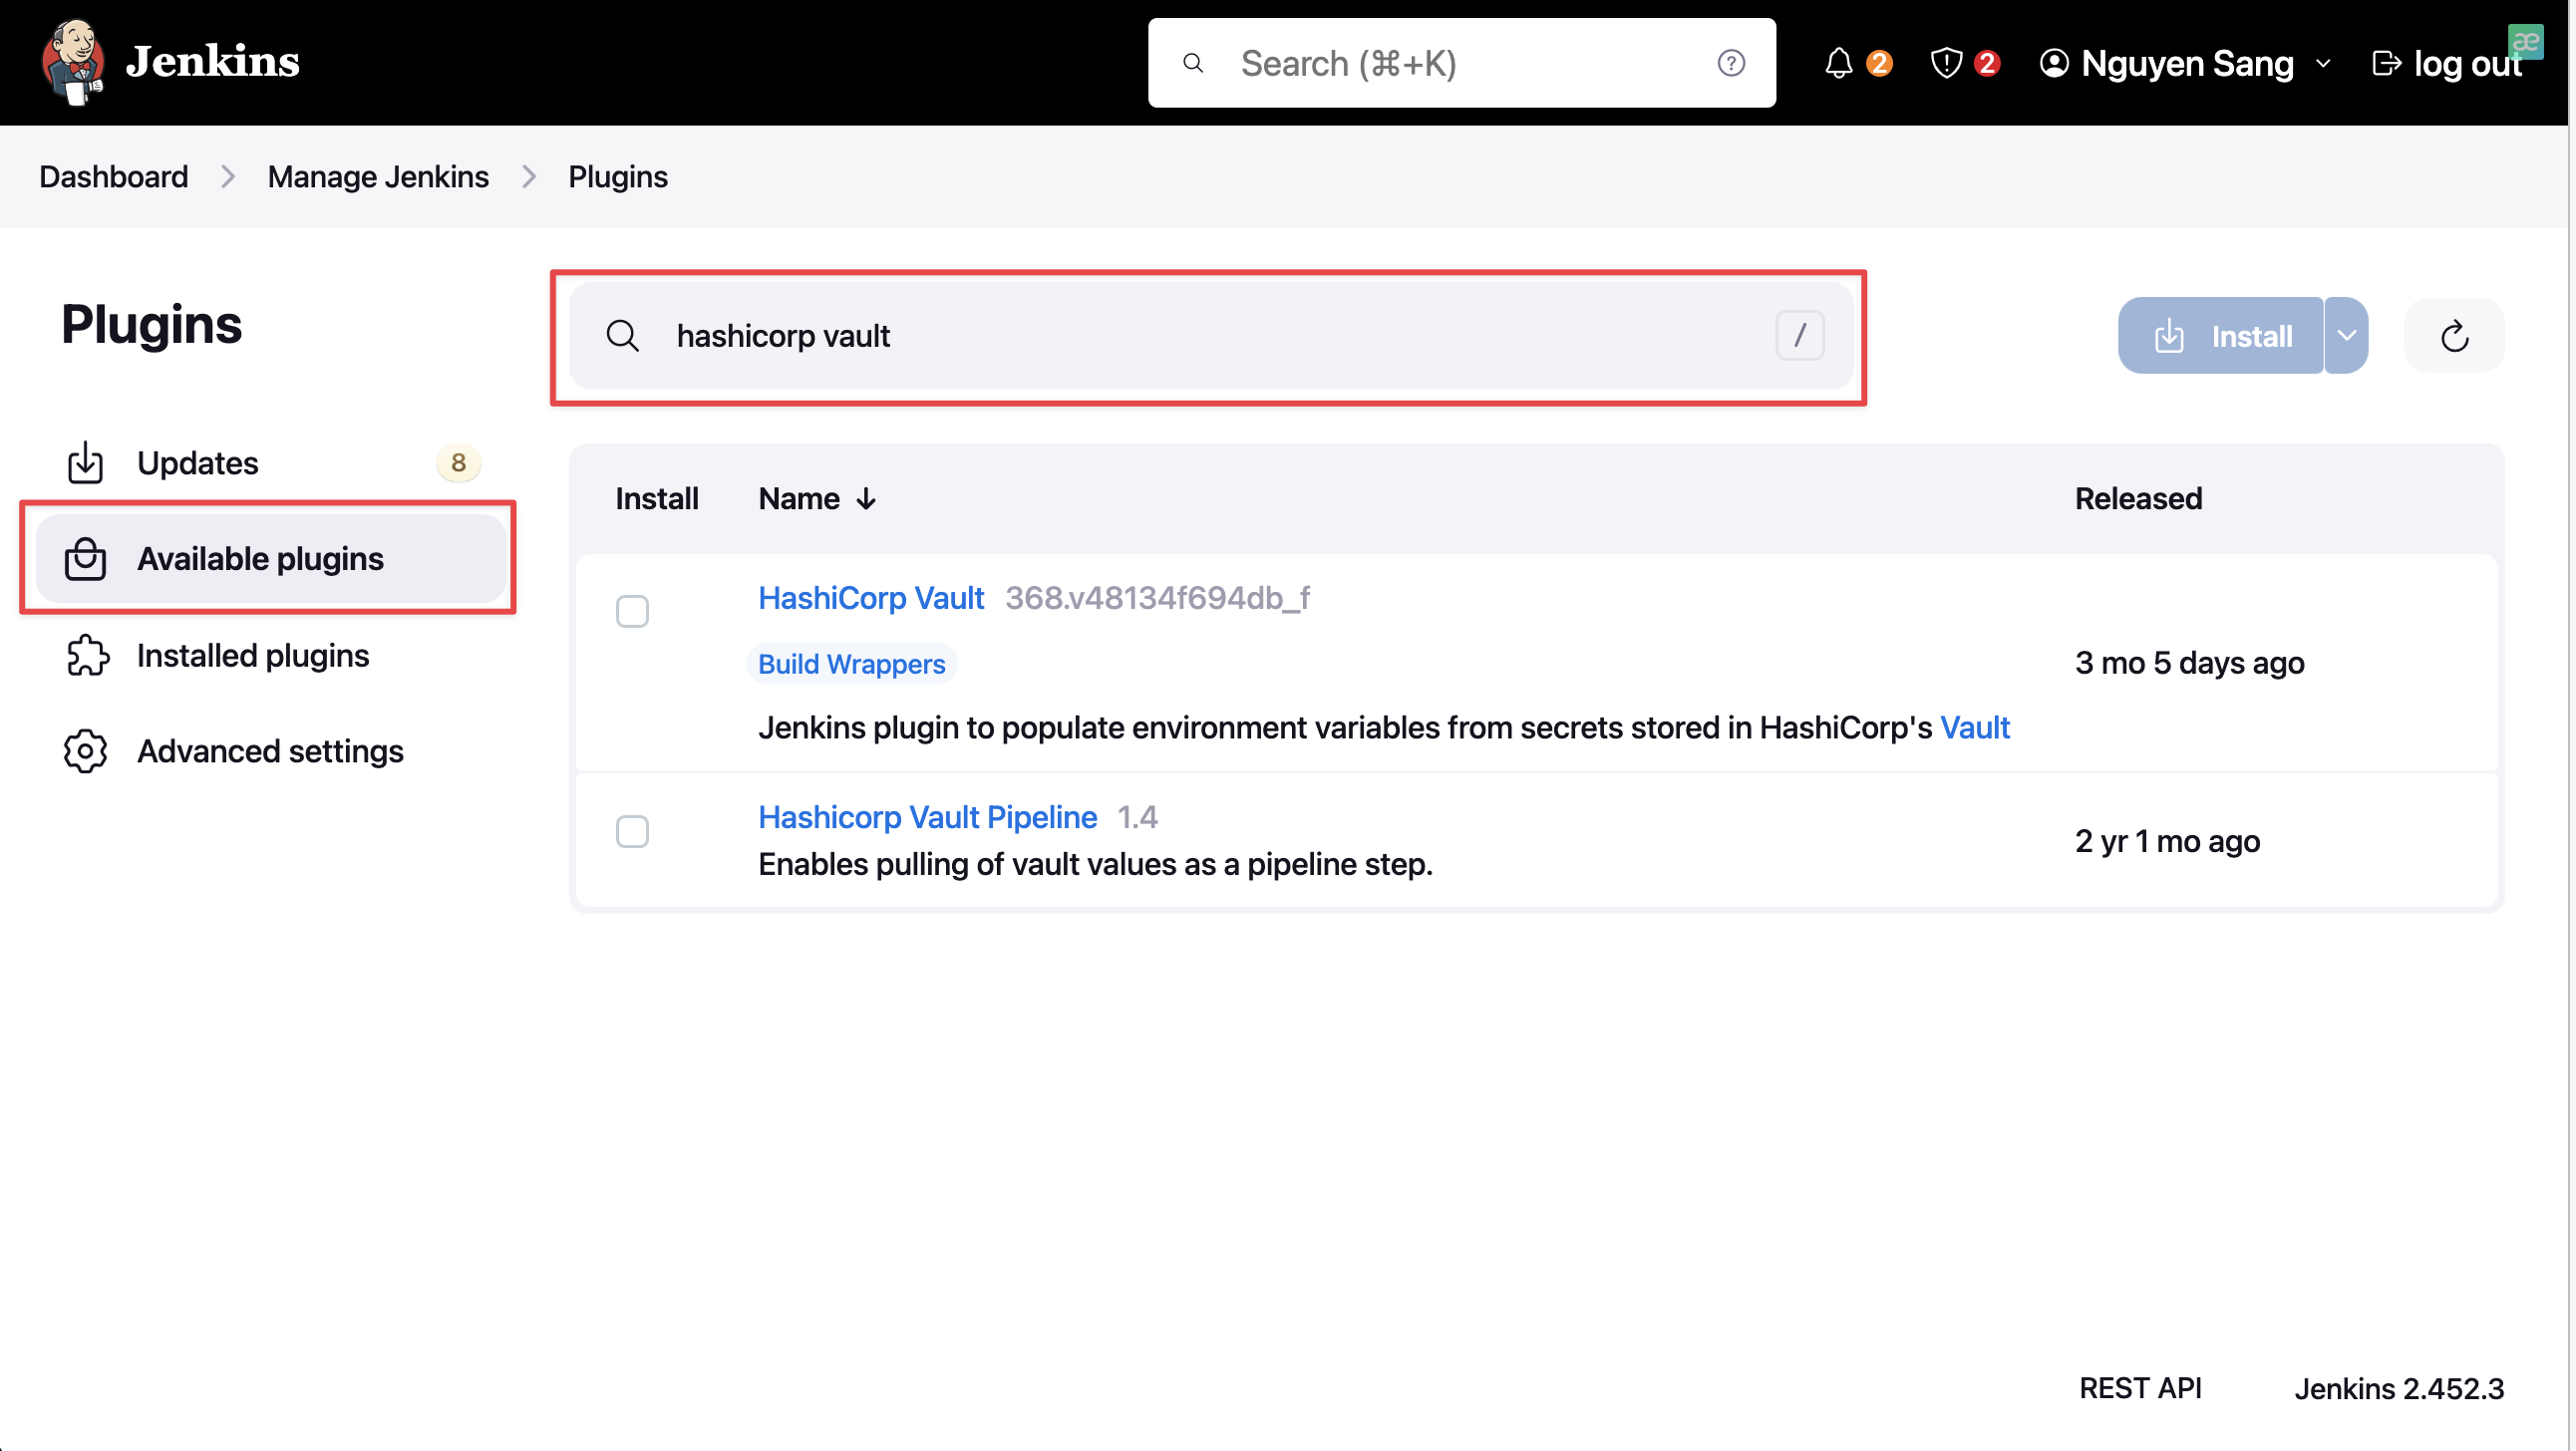 Jenkins
Search (⌘+K)
2
2
Nguyen Sang
log out
æ
Dashboard
Manage Jenkins
Plugins
Plugins
hashicorp vault
/
Install
Updates
8
Available plugins
Installed plugins
Advanced settings
Install
Name ↓
Released
HashiCorp Vault 368.v48134f694db_f
Build Wrappers
3 mo 5 days ago
Jenkins plugin to populate environment variables from secrets stored in HashiCorp's Vault
Hashicorp Vault Pipeline 1.4
2 yr 1 mo ago
Enables pulling of vault values as a pipeline step.
REST API
Jenkins 2.452.3